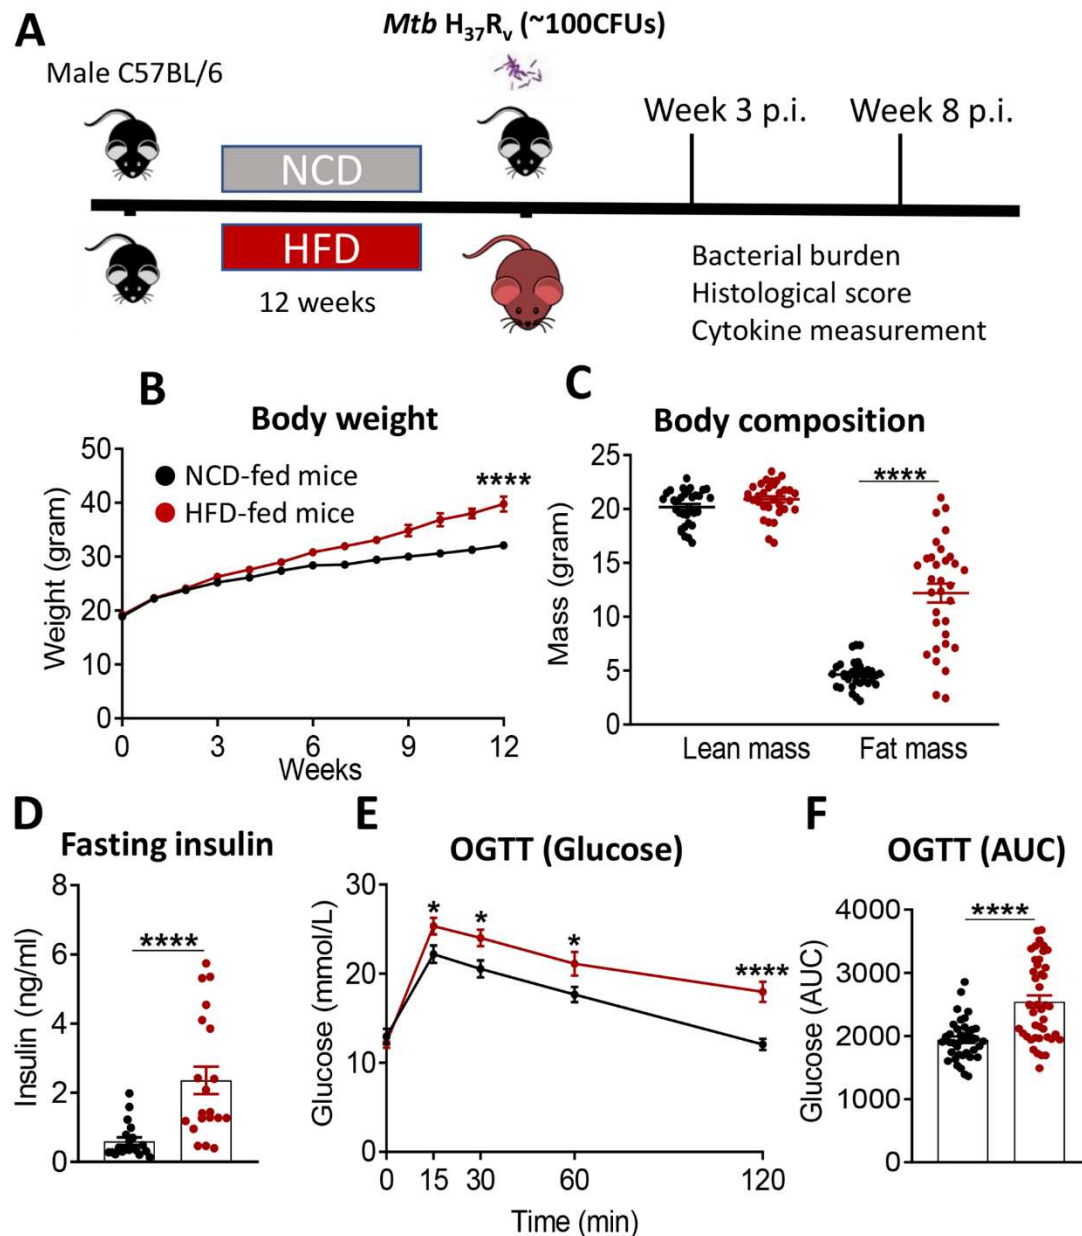 A
Mtb H37Rv (~100CFUs)
Male C57BL/6
Week 3 p.i.
Week 8 p.i.
NCD
HFD
12 weeks
Bacterial burden
Histological score
Cytokine measurement
B
Body weight
50
40
30
20
10
0
Weight (gram)
NCD-fed mice
HFD-fed mice
****
0 3 6 9 12
Weeks
C
Body composition
25
20
15
10
5
0
Mass (gram)
****
Lean mass Fat mass
D
Fasting insulin
8
6
4
2
0
Insulin (ng/ml)
****
E
OGTT (Glucose)
30
20
10
0
Glucose (mmol/L)
* * * ****
0 15 30 60 120
Time (min)
F
OGTT (AUC)
4000
3000
2000
1000
0
Glucose (AUC)
****